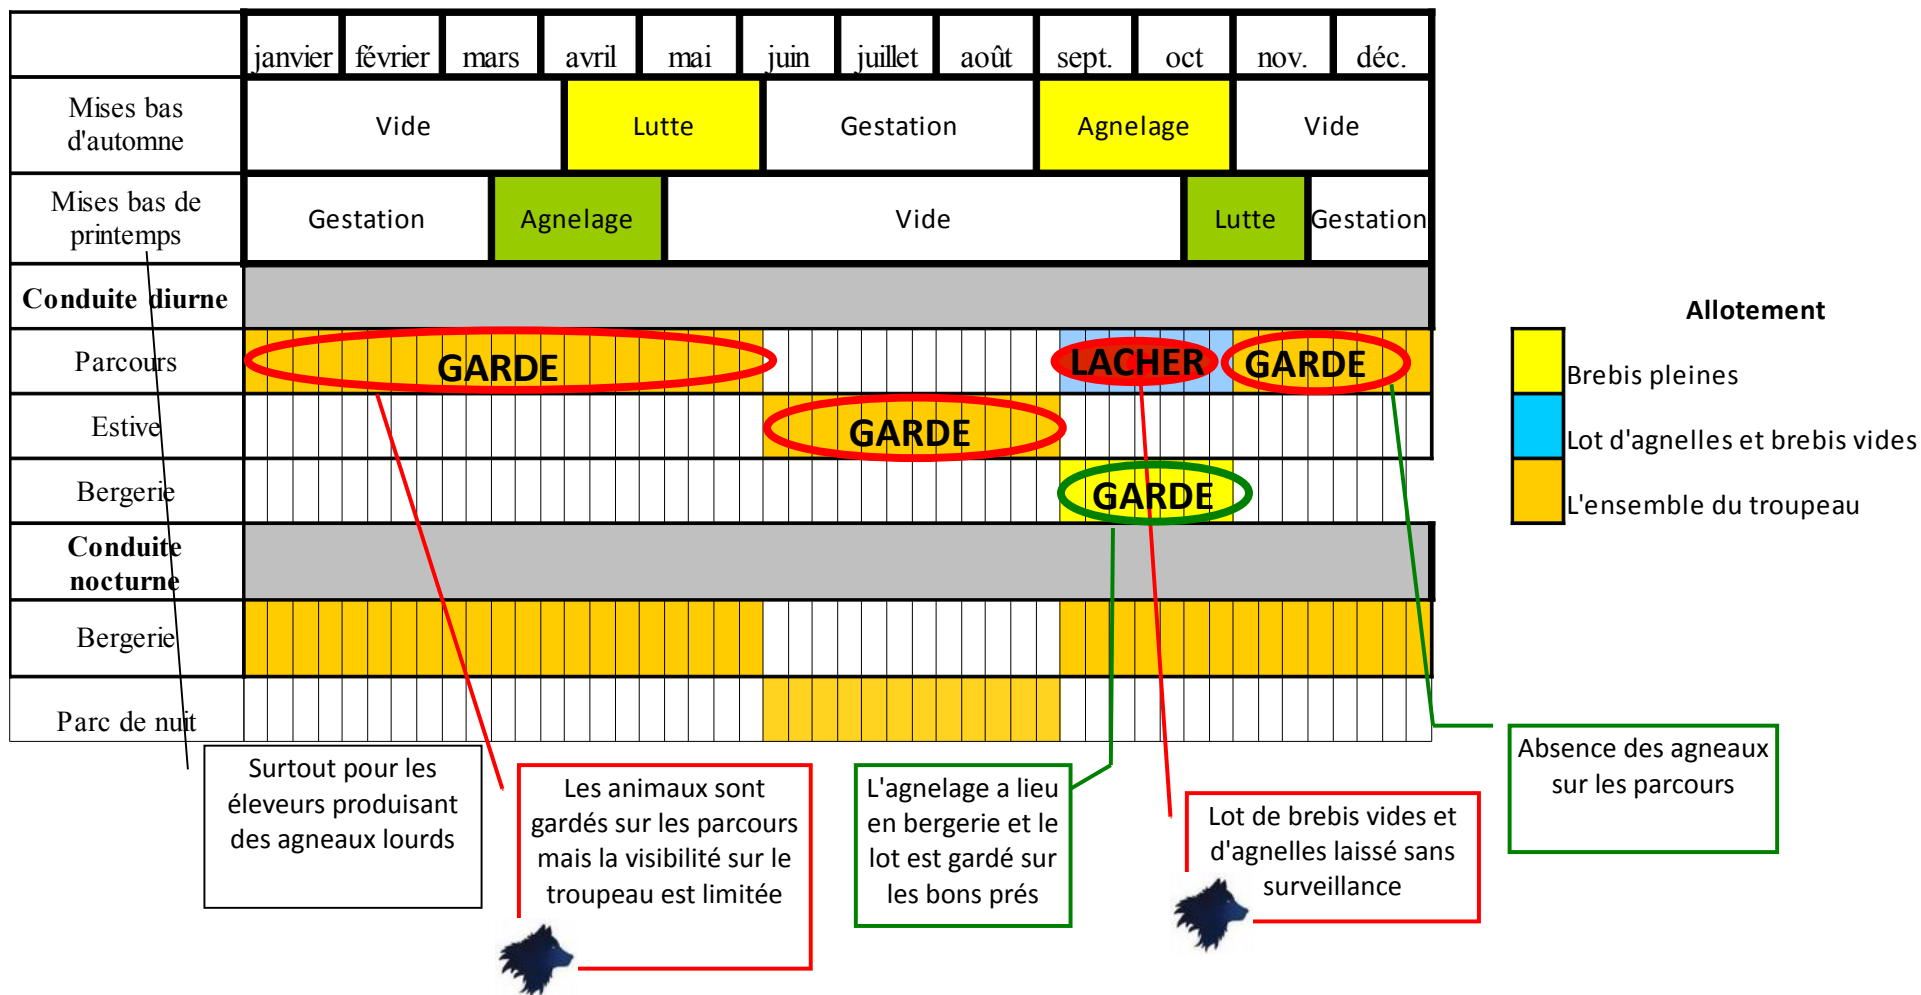 janvier février mars avril mai juin juillet août sept. oct nov. déc.
Mises bas
d'automne
Vide Lutte Gestation Agnelage Vide
Mises bas de
printemps
Gestation Agnelage Vide Lutte Gestation
Conduite diurne
Parcours
GARDE LACHER GARDE
Estive
GARDE
Bergerie
GARDE
Conduite
nocturne
Bergerie
Parc de nuit
Allotement
Brebis pleines
Lot d'agnelles et brebis vides
L'ensemble du troupeau
Surtout pour les
éleveurs produisant
des agneaux lourds
Les animaux sont
gardés sur les parcours
mais la visibilité sur le
troupeau est limitée
L'agnelage a lieu
en bergerie et le
lot est gardé sur
les bons prés
Lot de brebis vides et
d'agnelles laissé sans
surveillance
Absence des agneaux
sur les parcours